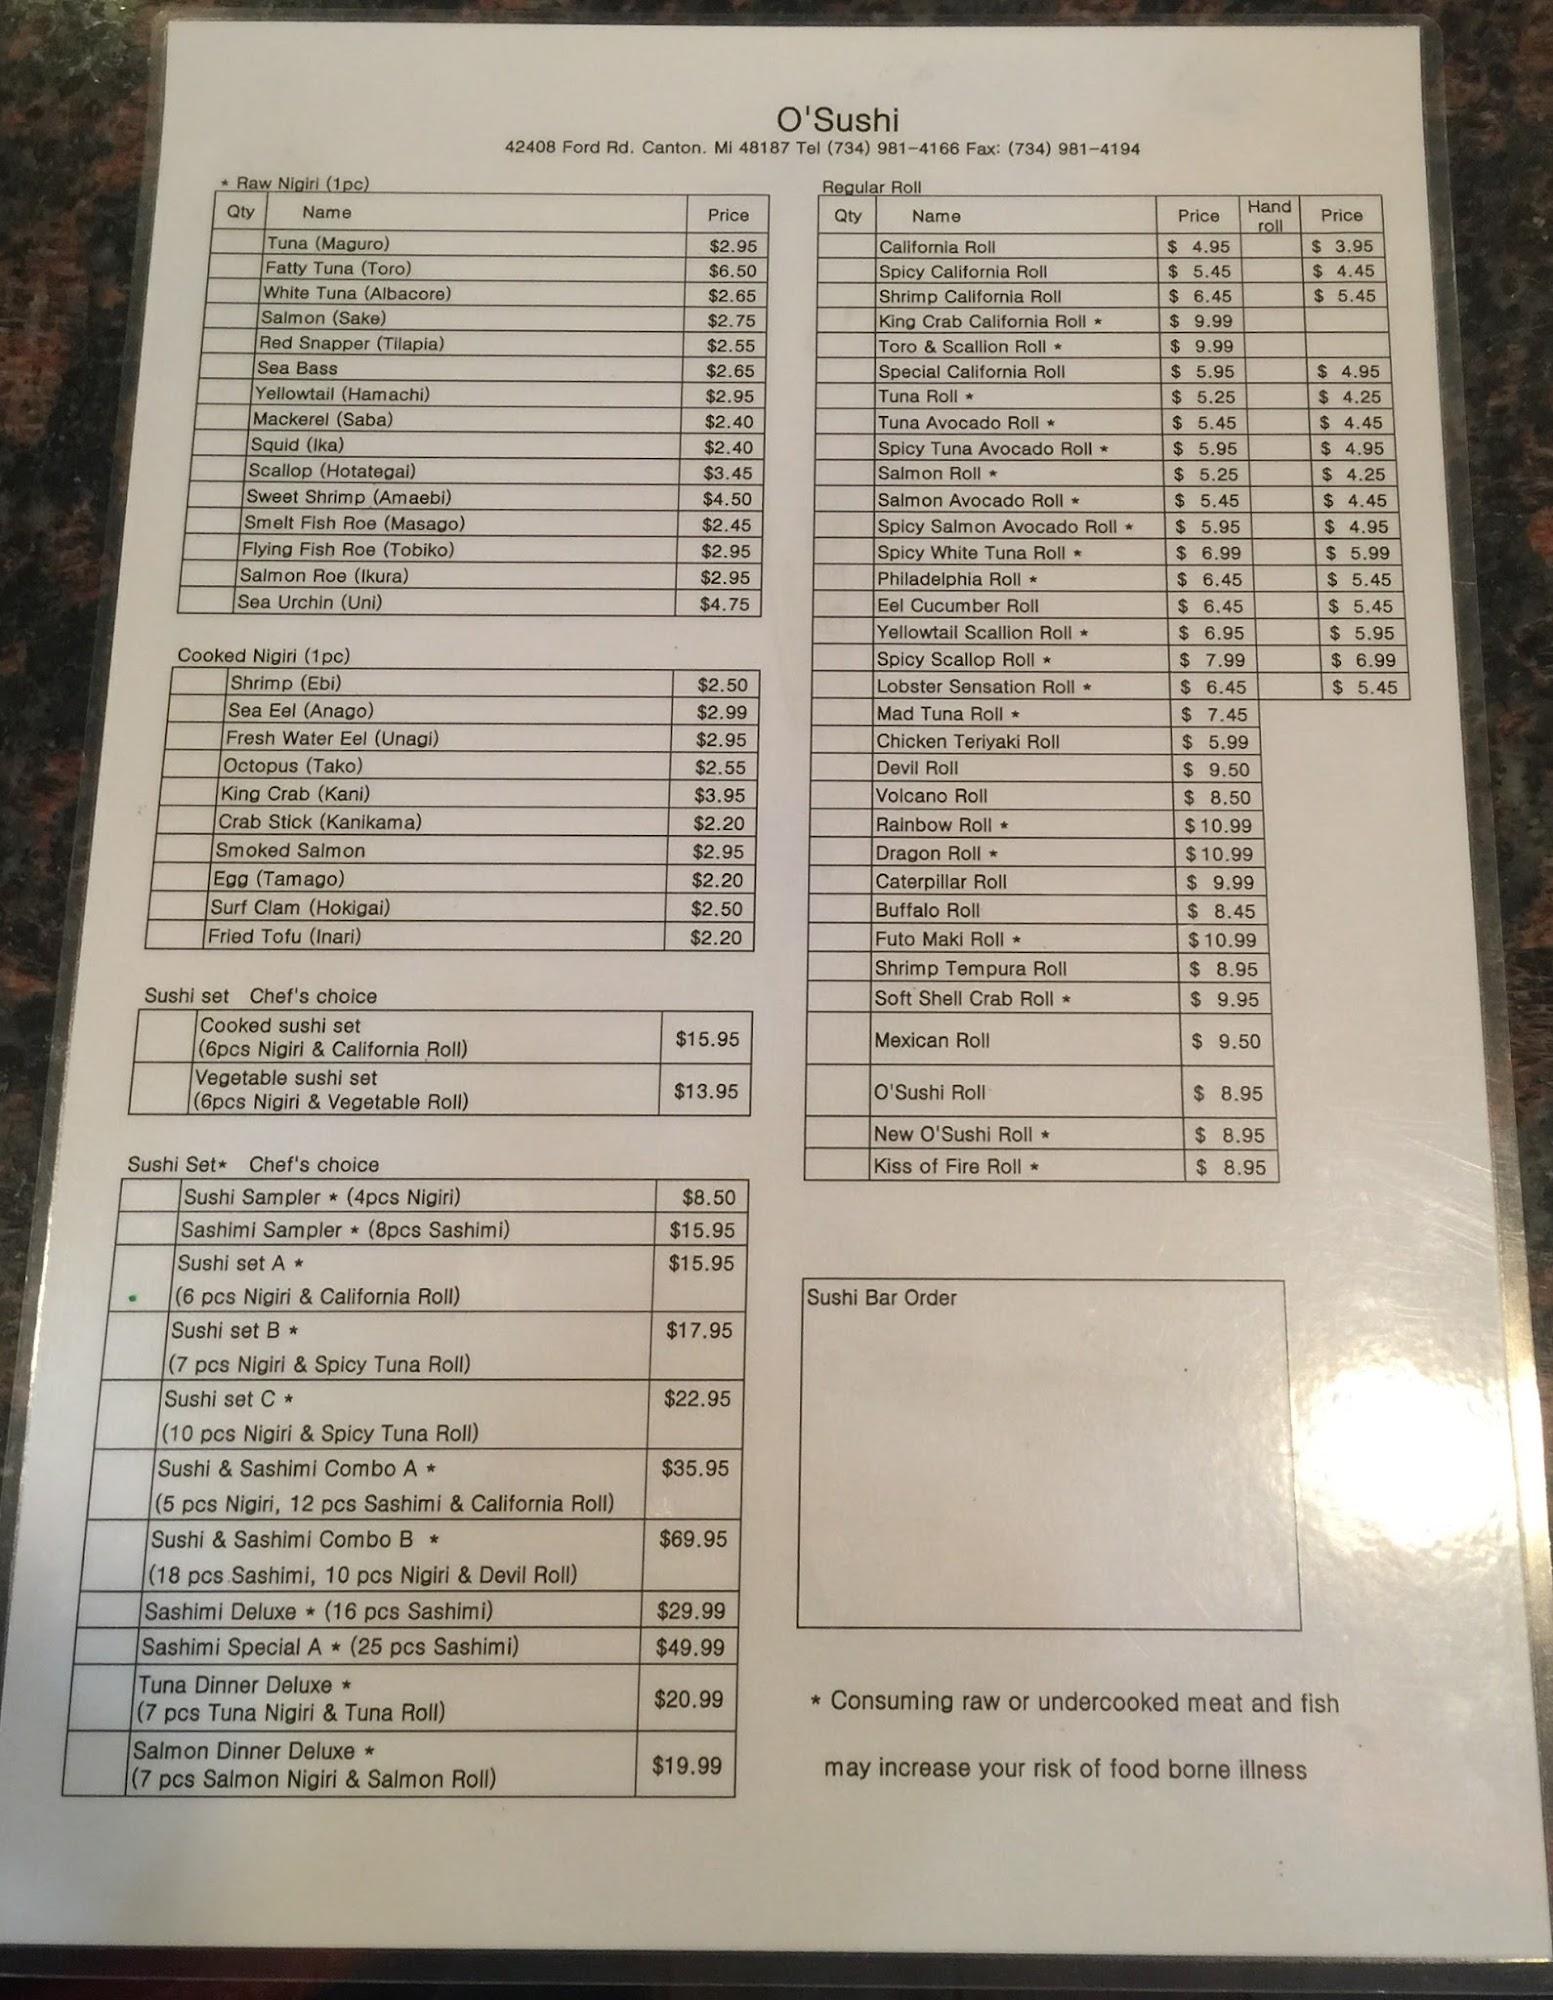 O'Sushi
42408 Ford Rd. Canton. Mi 48187 Tel (734) 981-4166 Fax: (734) 981-4194
* Raw Nigiri (1pc)
Qty Name Price
Tuna (Maguro) $2.95
Fatty Tuna (Toro) $6.50
White Tuna (Albacore) $2.65
Salmon (Sake) $2.75
Red Snapper (Tilapia) $2.55
Sea Bass $2.65
Yellowtail (Hamachi) $2.95
Mackerel (Saba) $2.40
Squid (Ika) $2.40
Scallop (Hotategai) $3.45
Sweet Shrimp (Amaebi) $4.50
Smelt Fish Roe (Masago) $2.45
Flying Fish Roe (Tobiko) $2.95
Salmon Roe (Ikura) $2.95
Sea Urchin (Uni) $4.75
Cooked Nigiri (1pc)
Shrimp (Ebi) $2.50
Sea Eel (Anago) $2.99
Fresh Water Eel (Unagi) $2.95
Octopus (Tako) $2.55
King Crab (Kani) $3.95
Crab Stick (Kanikama) $2.20
Smoked Salmon $2.95
Egg (Tamago) $2.20
Surf Clam (Hokigai) $2.50
Fried Tofu (Inari) $2.20
Sushi set Chef's choice
Cooked sushi set
(6pcs Nigiri & California Roll) $15.95
Vegetable sushi set
(6pcs Nigiri & Vegetable Roll) $13.95
Sushi Set* Chef's choice
Sushi Sampler * (4pcs Nigiri) $8.50
Sashimi Sampler * (8pcs Sashimi) $15.95
Sushi set A * $15.95
(6 pcs Nigiri & California Roll)
Sushi set B * $17.95
(7 pcs Nigiri & Spicy Tuna Roll)
Sushi set C * $22.95
(10 pcs Nigiri & Spicy Tuna Roll)
Sushi & Sashimi Combo A * $35.95
(5 pcs Nigiri, 12 pcs Sashimi & California Roll)
Sushi & Sashimi Combo B * $69.95
(18 pcs Sashimi, 10 pcs Nigiri & Devil Roll)
Sashimi Deluxe * (16 pcs Sashimi) $29.99
Sashimi Special A * (25 pcs Sashimi) $49.99
Tuna Dinner Deluxe *
(7 pcs Tuna Nigiri & Tuna Roll) $20.99
Salmon Dinner Deluxe *
(7 pcs Salmon Nigiri & Salmon Roll) $19.99
Regular Roll
Qty Name Price Hand roll Price
California Roll $ 4.95 $ 3.95
Spicy California Roll $ 5.45 $ 4.45
Shrimp California Roll $ 6.45 $ 5.45
King Crab California Roll * $ 9.99
Toro & Scallion Roll * $ 9.99
Special California Roll $ 5.95 $ 4.95
Tuna Roll * $ 5.25 $ 4.25
Tuna Avocado Roll * $ 5.45 $ 4.45
Spicy Tuna Avocado Roll * $ 5.95 $ 4.95
Salmon Roll * $ 5.25 $ 4.25
Salmon Avocado Roll * $ 5.45 $ 4.45
Spicy Salmon Avocado Roll * $ 5.95 $ 4.95
Spicy White Tuna Roll * $ 6.99 $ 5.99
Philadelphia Roll * $ 6.45 $ 5.45
Eel Cucumber Roll $ 6.45 $ 5.45
Yellowtail Scallion Roll * $ 6.95 $ 5.95
Spicy Scallop Roll * $ 7.99 $ 6.99
Lobster Sensation Roll * $ 6.45 $ 5.45
Mad Tuna Roll * $ 7.45
Chicken Teriyaki Roll $ 5.99
Devil Roll $ 9.50
Volcano Roll $ 8.50
Rainbow Roll * $10.99
Dragon Roll * $10.99
Caterpillar Roll $ 9.99
Buffalo Roll $ 8.45
Futo Maki Roll * $10.99
Shrimp Tempura Roll $ 8.95
Soft Shell Crab Roll * $ 9.95
Mexican Roll $ 9.50
O'Sushi Roll $ 8.95
New O'Sushi Roll * $ 8.95
Kiss of Fire Roll * $ 8.95
Sushi Bar Order
* Consuming raw or undercooked meat and fish
may increase your risk of food borne illness